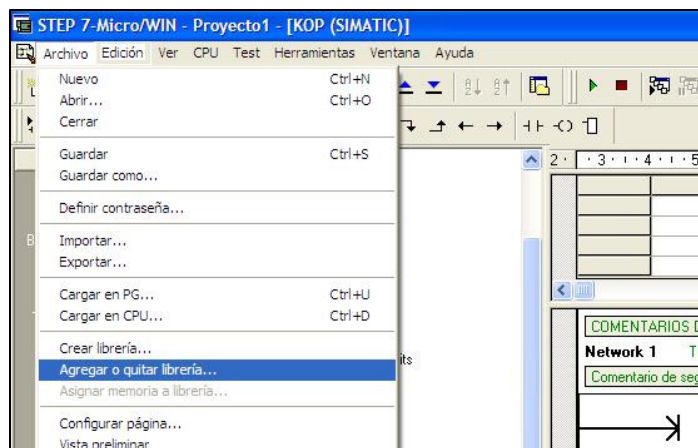 STEP 7-Micro/WIN - Proyecto1 - [KOP (SIMATIC)]
Archivo Edición Ver CPU Test Herramientas Ventana Ayuda
Nuevo Ctrl+N
Abrir... Ctrl+O
Cerrar
Guardar Ctrl+S
Guardar como...
Definir contraseña...
Importar...
Exportar...
Cargar en PG... Ctrl+U
Cargar en CPU... Ctrl+D
Crear librería...
Agregar o quitar librería...
Asignar memoria a librería...
Configurar página...
Vista preliminar
its
2 · · 3 · ı · 4 · ı · 5
COMENTARIOS D
Network 1 T
Comentario de seg